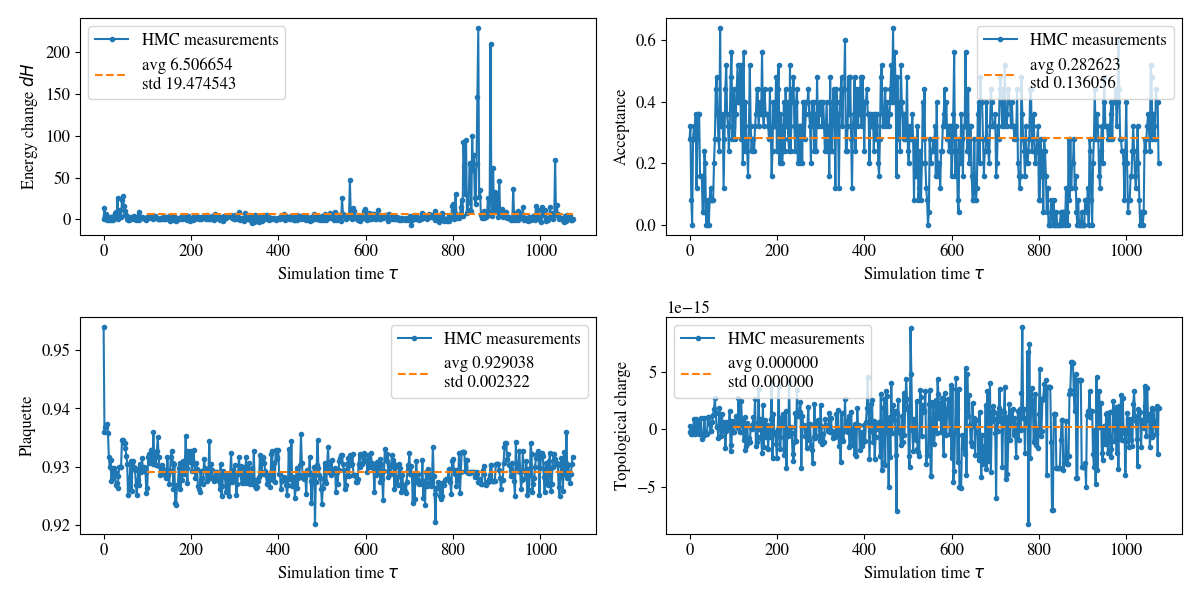 HMC measurements
avg 6.506654
std 19.474543
Energy change dH
200
150
100
50
0
0 200 400 600 800 1000
Simulation time τ
HMC measurements
avg 0.282623
std 0.136056
Acceptance
0.6
0.4
0.2
0.0
0 200 400 600 800 1000
Simulation time τ
HMC measurements
avg 0.929038
std 0.002322
Plaquette
0.95
0.94
0.93
0.92
0 200 400 600 800 1000
Simulation time τ
1e−15
HMC measurements
avg 0.000000
std 0.000000
Topological charge
5
0
−5
0 200 400 600 800 1000
Simulation time τ